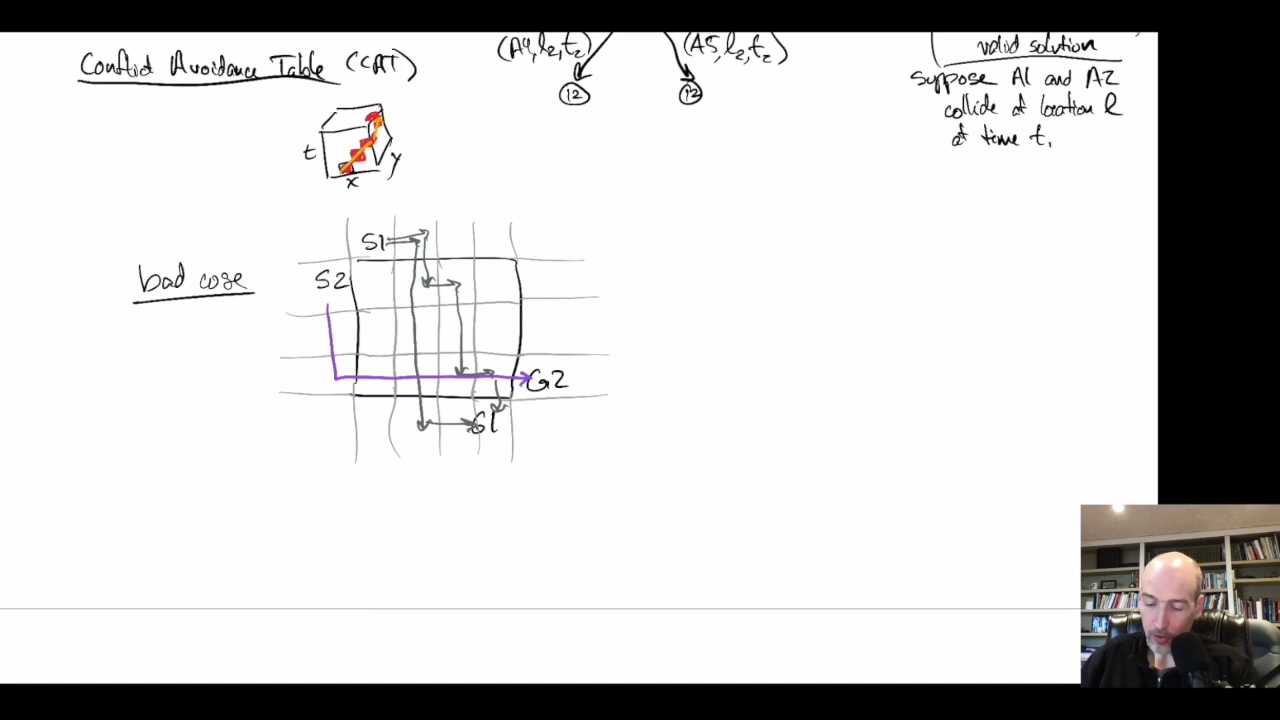 Conflict Avoidance Table (CAT)
(A4, l₂, t₂)
(A5, l₂, t₂)
12
12
valid solution
suppose A1 and A2
collide at location l
at time t,
t
x
y
bad case
S1
S2
G2
G1